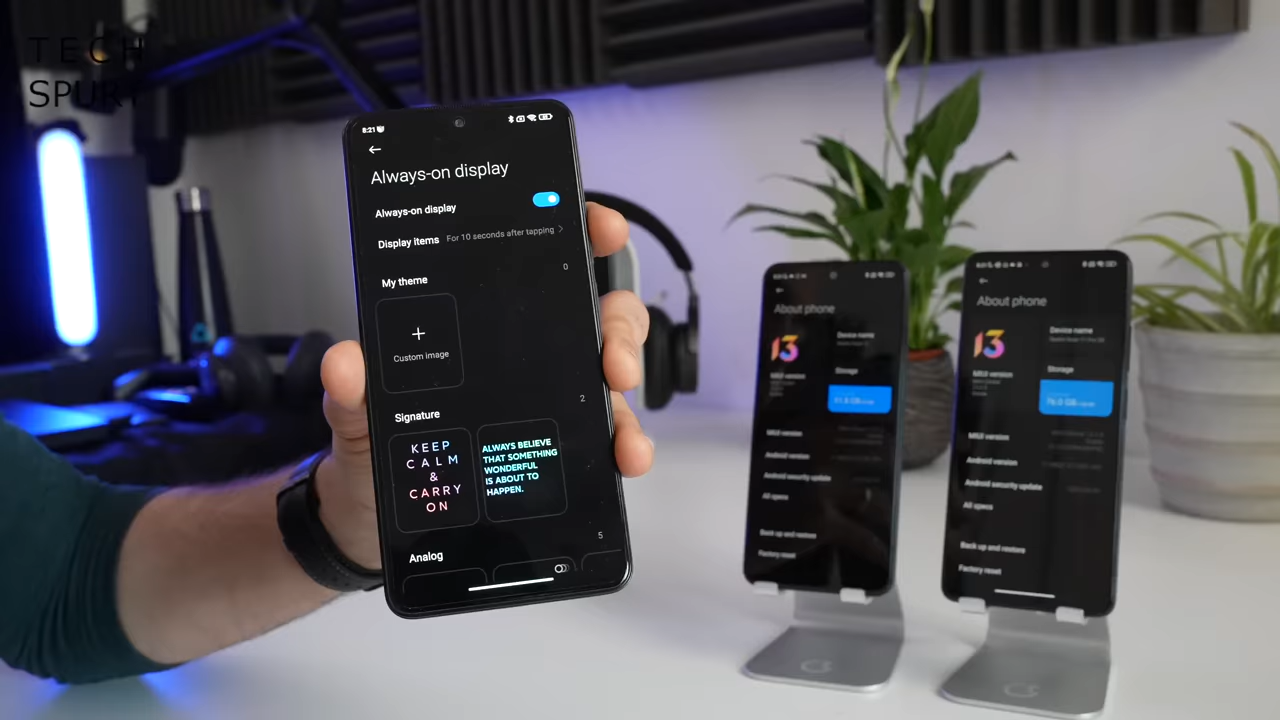 TECH
SPURT
8:21
Always-on display
Always-on display
Display items For 10 seconds after tapping
My theme 0
Custom image
Signature 2
KEEP
CALM
&
CARRY
ON
ALWAYS BELIEVE
THAT SOMETHING
WONDERFUL
IS ABOUT TO
HAPPEN.
Analog 5
About phone
13
Device name
MIUI version
Storage
MIUI version
Android version
Android security update
All specs
Back up and restore
Factory reset
About phone
13
Device name
MIUI version
Storage
MIUI version
Android version
Android security update
All specs
Back up and restore
Factory reset